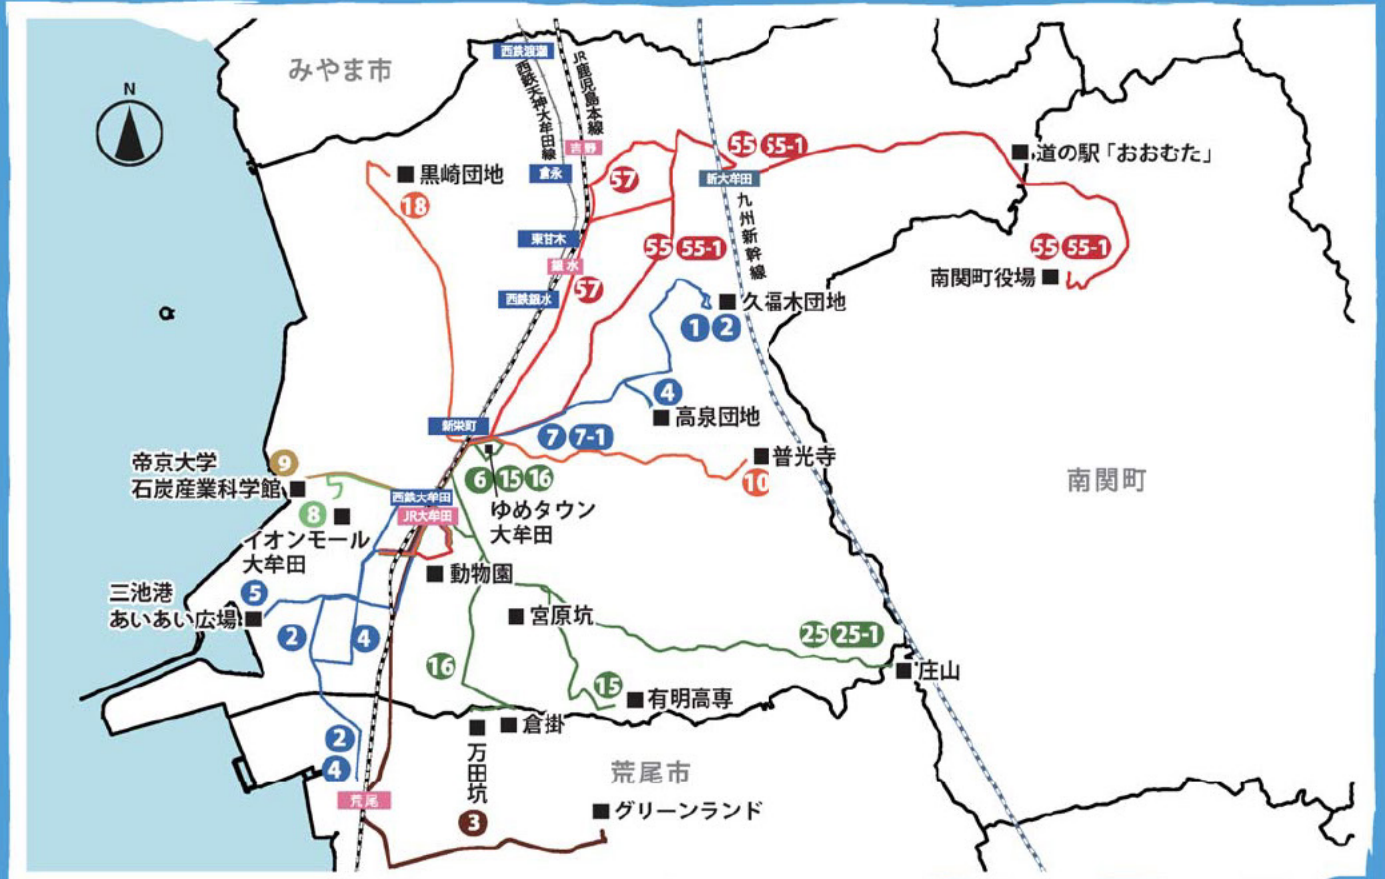 みやま市
N
西鉄渡瀬
西鉄天神大牟田線
JR鹿児島本線
吉野
倉永
黒崎団地
18
57
55 55-1
新大牟田
九州新幹線
道の駅「おおむた」
東甘木
銀水
西鉄銀水
57
55 55-1
55 55-1
南関町役場
久福木団地
1 2
4
高泉団地
新栄町
7 7-1
普光寺
10
南関町
帝京大学
石炭産業科学館
9
8
イオンモール
大牟田
西鉄大牟田
JR大牟田
6 15 16
ゆめタウン
大牟田
動物園
三池港
あいあい広場
5
2
4
宮原坑
25 25-1
庄山
16
15
有明高専
倉掛
万田坑
2
4
荒尾
荒尾市
3
グリーンランド